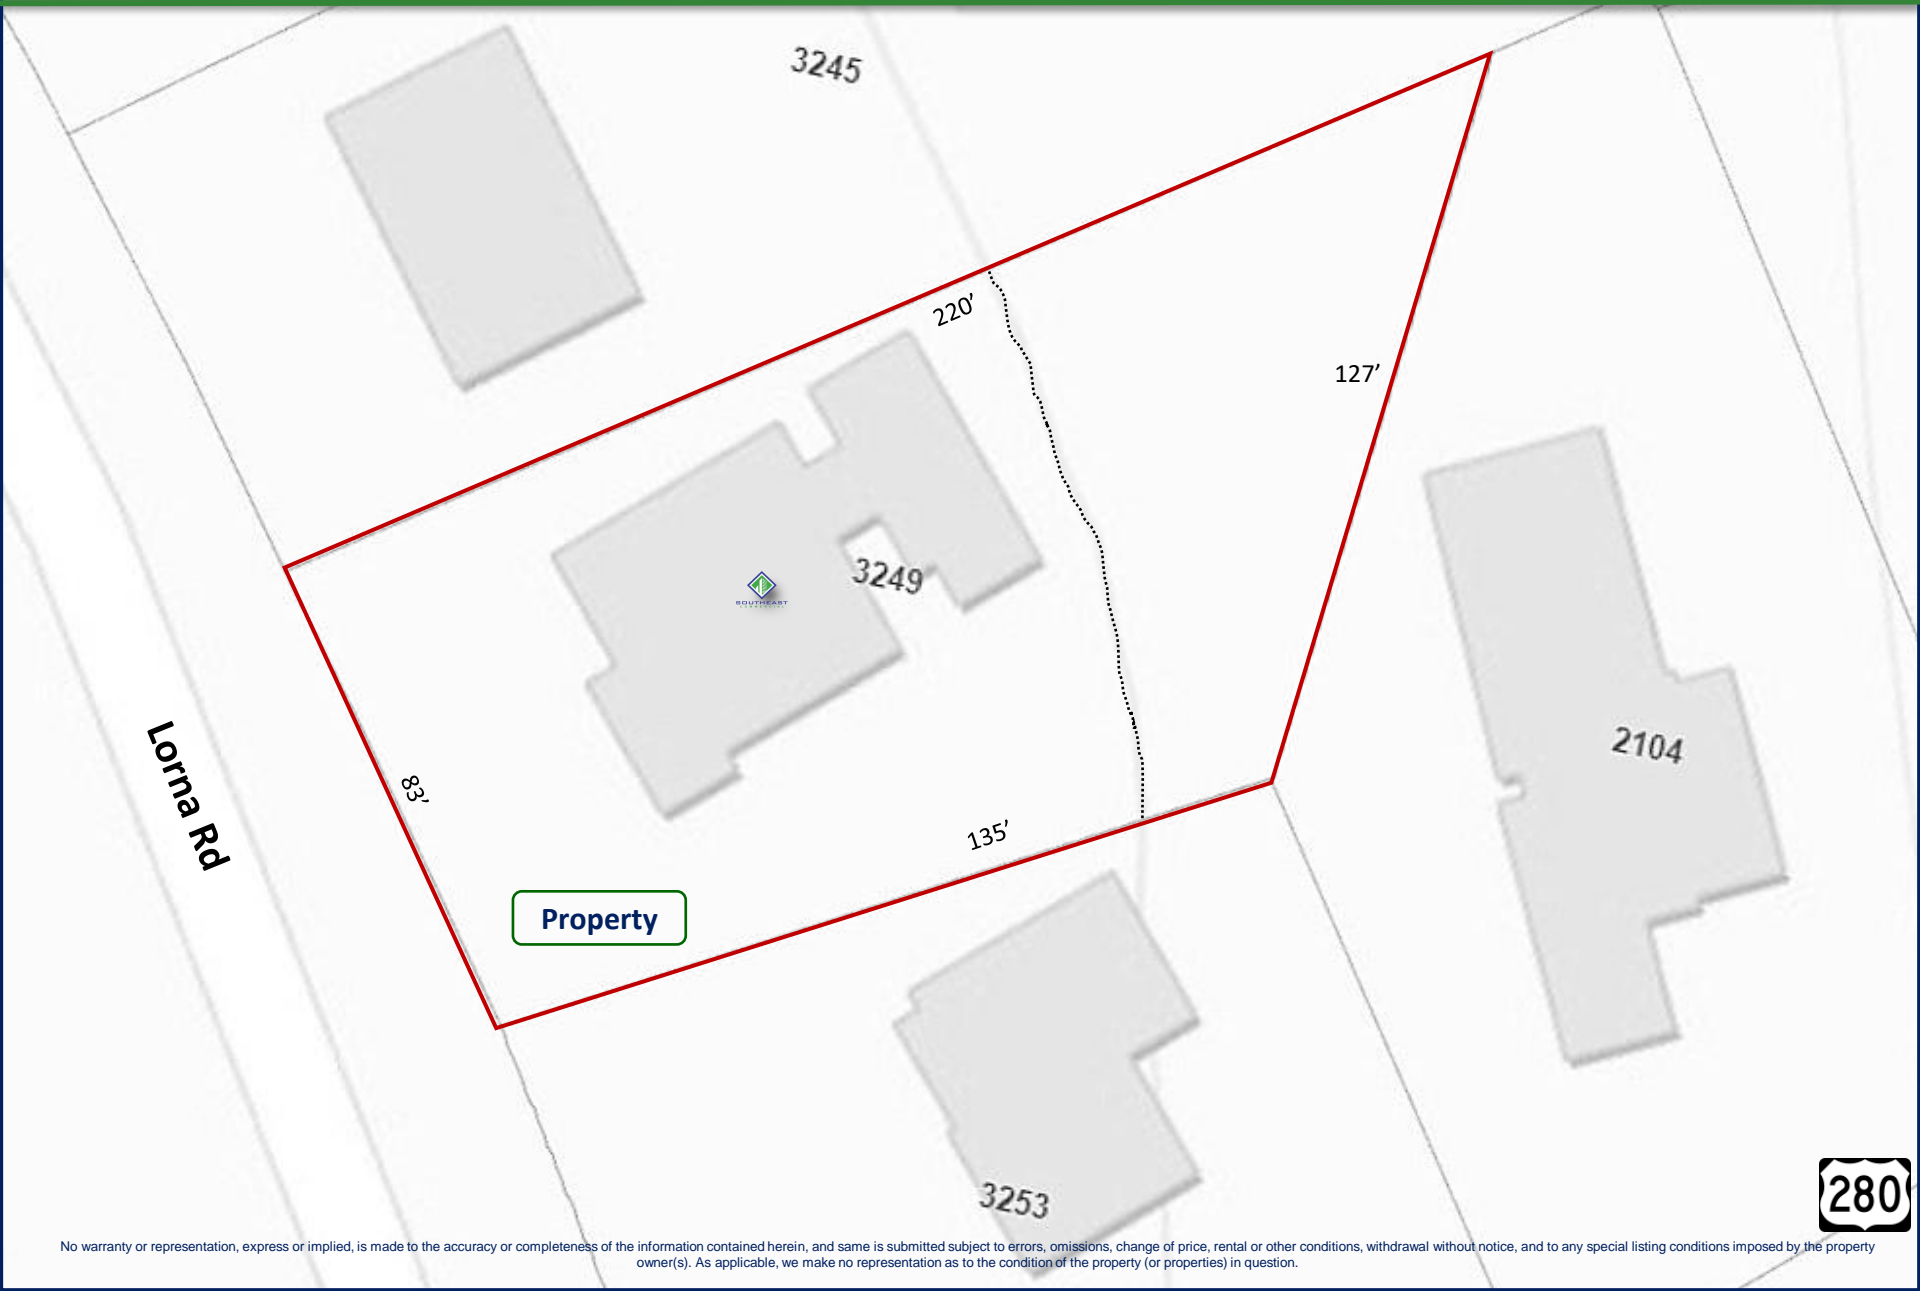 3245
220’
127’
3249
SOUTHEAST
2104
Lorna Rd
83’
135’
Property
3253
280
No warranty or representation, express or implied, is made to the accuracy or completeness of the information contained herein, and same is submitted subject to errors, omissions, change of price, rental or other conditions, withdrawal without notice, and to any special listing conditions imposed by the property
owner(s). As applicable, we make no representation as to the condition of the property (or properties) in question.